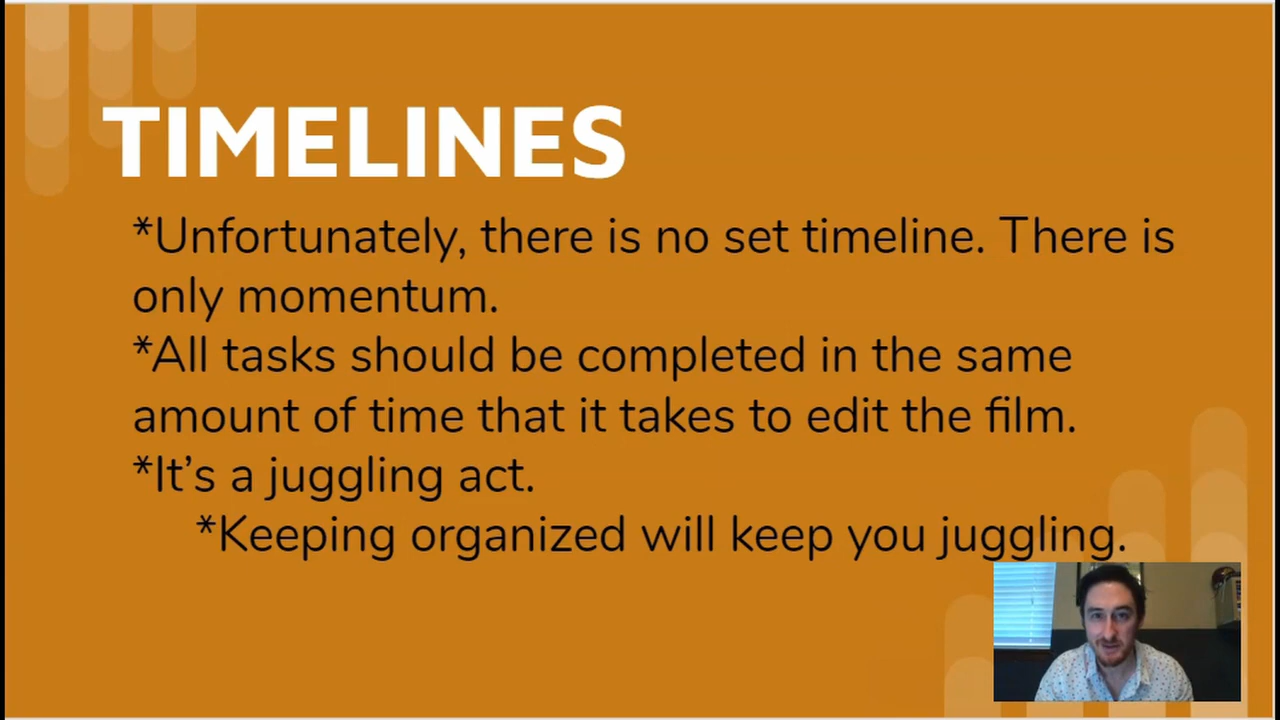 TIMELINES
*Unfortunately, there is no set timeline. There is
only momentum.
*All tasks should be completed in the same
amount of time that it takes to edit the film.
*It’s a juggling act.
*Keeping organized will keep you juggling.